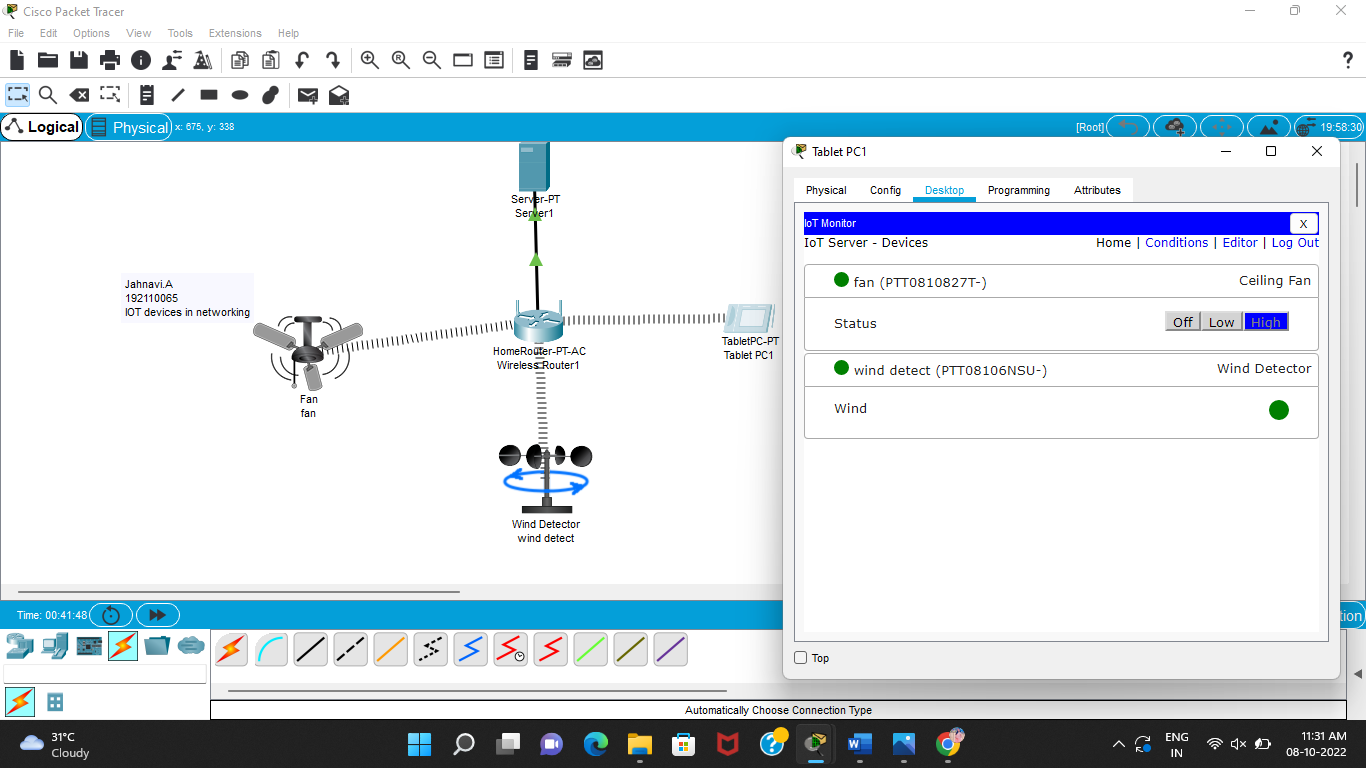 Cisco Packet Tracer
File Edit Options View Tools Extensions Help
?
Logical Physical x: 675, y: 338 [Root] 19:58:30
Server-PT
Server1
Jahnavi.A
192110065
IOT devices in networking
Fan
fan
HomeRouter-PT-AC
Wireless Router1
TabletPC-PT
Tablet PC1
Wind Detector
wind detect
Tablet PC1
Physical Config Desktop Programming Attributes
IoT Monitor X
IoT Server - Devices Home | Conditions | Editor | Log Out
fan (PTT0810827T-) Ceiling Fan
Status Off Low High
wind detect (PTT08106NSU-) Wind Detector
Wind
Top
Time: 00:41:48
tion
Automatically Choose Connection Type
31°C
Cloudy
ENG
IN
11:31 AM
08-10-2022